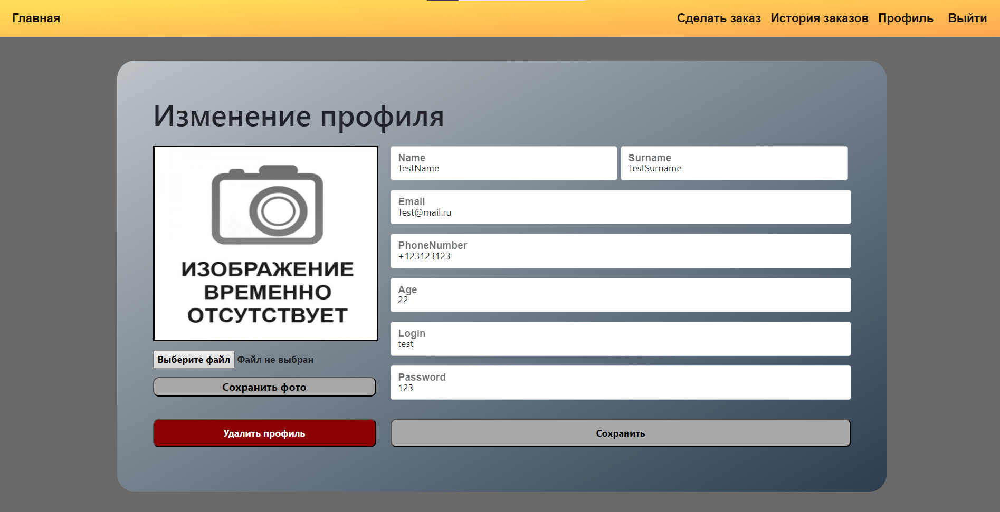 Главная
Сделать заказ
История заказов
Профиль
Выйти
Изменение профиля
ИЗОБРАЖЕНИЕ
ВРЕМЕННО
ОТСУТСТВУЕТ
Выберите файл Файл не выбран
Сохранить фото
Удалить профиль
Name
TestName
Surname
TestSurname
Email
Test@mail.ru
PhoneNumber
+123123123
Age
22
Login
test
Password
123
Сохранить